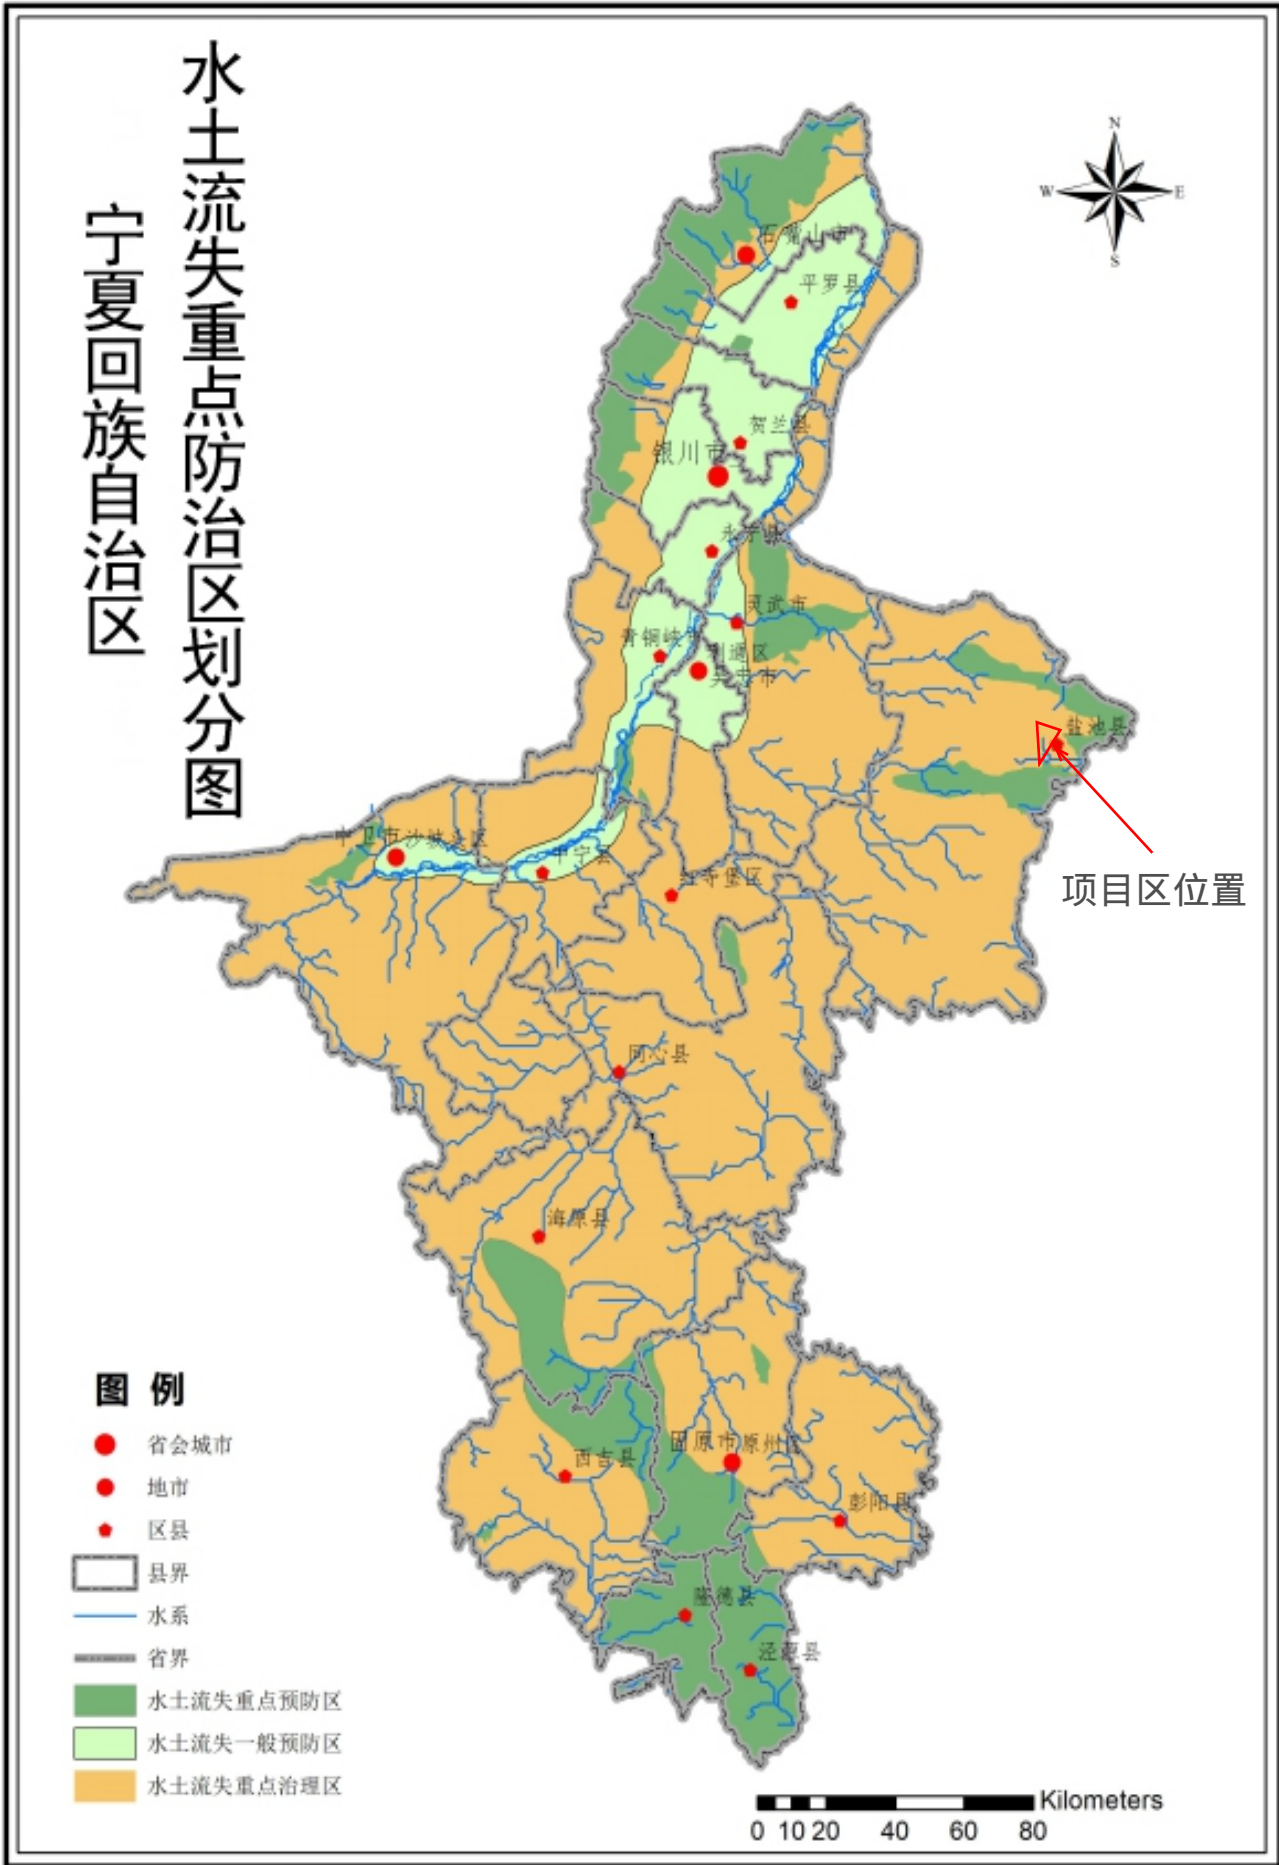 宁夏回族自治区
水土流失重点防治区划分图
N
W
E
S
石嘴山市
平罗县
贺兰县
银川市
永宁县
灵武市
青铜峡市
利通区
吴忠市
盐池县
项目区位置
中卫市
沙坡头区
中宁县
红寺堡区
同心县
海原县
西吉县
固原市
原州区
彭阳县
隆德县
泾源县
图 例
省会城市
地市
区县
县界
水系
省界
水土流失重点预防区
水土流失一般预防区
水土流失重点治理区
Kilometers
0 10 20 40 60 80